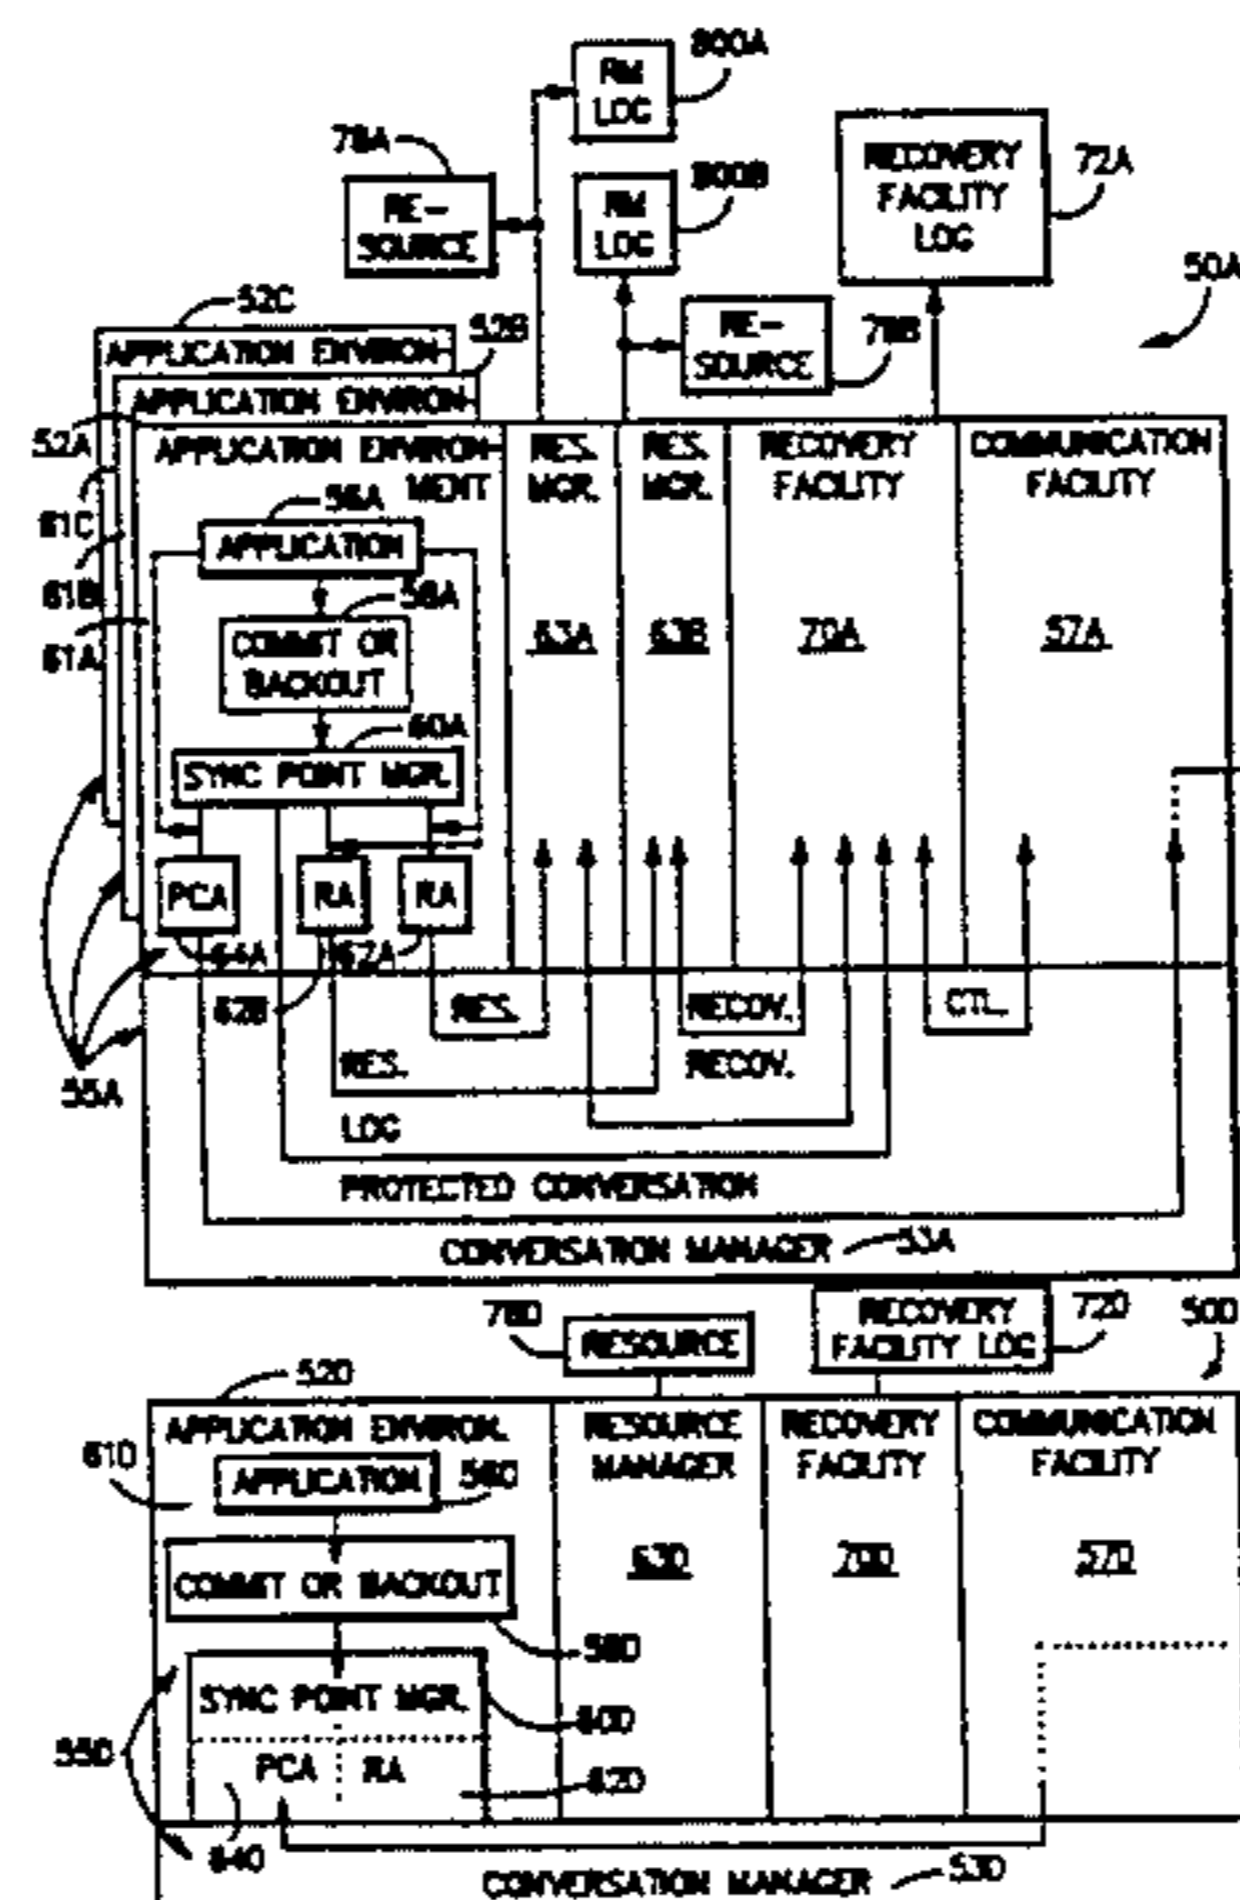 800A
RM
LOG
78A
RE-
SOURCE
800B
RM
LOG
RECOVERY
FACILITY
LOG
72A
50A
RE-
SOURCE
78B
52C
APPLICATION ENVIRON-
52B
APPLICATION ENVIRON-
52A
APPLICATION ENVIRON-
MENT
RES.
MGR.
RES.
MGR.
RECOVERY
FACILITY
COMMUNICATION
FACILITY
61C
61B
61A
56A
APPLICATION
58A
COMMIT OR
BACKOUT
63A
63B
70A
57A
60A
SYNC POINT MGR.
PCA
RA
RA
64A
62A
62B
RES.
RECOV.
CTL.
RES.
RECOV.
55A
LOG
PROTECTED CONVERSATION
CONVERSATION MANAGER
53A
78D
RESOURCE
RECOVERY
FACILITY LOG
72D
50D
52D
APPLICATION ENVIRON.
RESOURCE
MANAGER
RECOVERY
FACILITY
COMMUNICATION
FACILITY
61D
APPLICATION
56D
COMMIT OR BACKOUT
63D
70D
57D
58D
SYNC POINT MGR.
60D
55D
PCA
RA
62D
64D
CONVERSATION MANAGER
53D